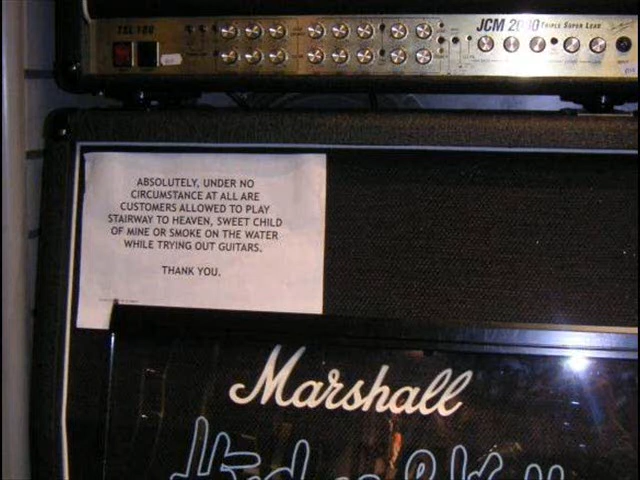 TSL 100
JCM 2000 TRIPLE SUPER LEAD
ABSOLUTELY, UNDER NO
CIRCUMSTANCE AT ALL ARE
CUSTOMERS ALLOWED TO PLAY
STAIRWAY TO HEAVEN, SWEET CHILD
OF MINE OR SMOKE ON THE WATER
WHILE TRYING OUT GUITARS.
THANK YOU.
Marshall